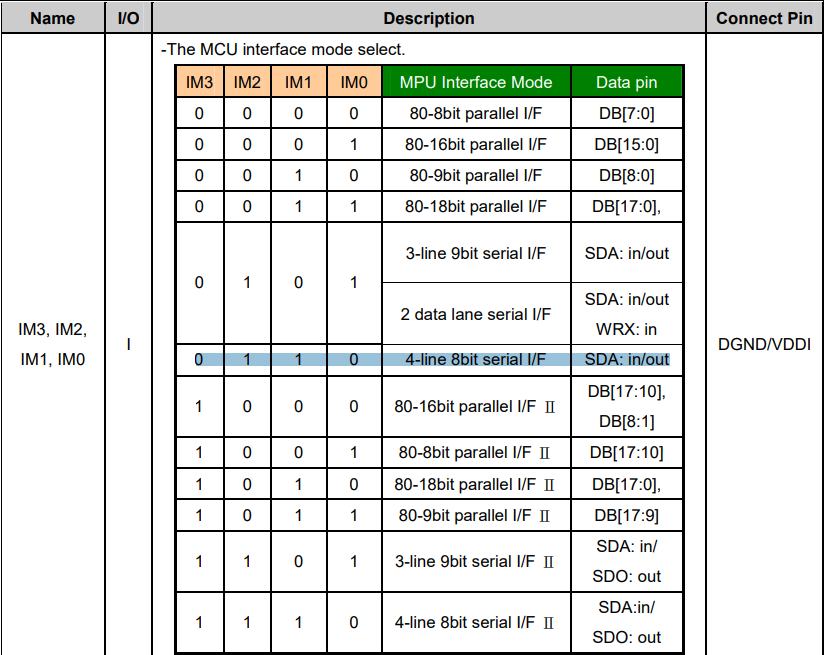 Name I/O Description Connect Pin
-The MCU interface mode select.
IM3 IM2 IM1 IM0 MPU Interface Mode Data pin
0 0 0 0 80-8bit parallel I/F DB[7:0]
0 0 0 1 80-16bit parallel I/F DB[15:0]
0 0 1 0 80-9bit parallel I/F DB[8:0]
0 0 1 1 80-18bit parallel I/F DB[17:0],
0 1 0 1 3-line 9bit serial I/F SDA: in/out
2 data lane serial I/F SDA: in/out
WRX: in
0 1 1 0 4-line 8bit serial I/F SDA: in/out
1 0 0 0 80-16bit parallel I/F Ⅱ DB[17:10],
DB[8:1]
1 0 0 1 80-8bit parallel I/F Ⅱ DB[17:10]
1 0 1 0 80-18bit parallel I/F Ⅱ DB[17:0],
1 0 1 1 80-9bit parallel I/F Ⅱ DB[17:9]
1 1 0 1 3-line 9bit serial I/F Ⅱ SDA: in/
SDO: out
1 1 1 0 4-line 8bit serial I/F Ⅱ SDA:in/
SDO: out
IM3, IM2,
IM1, IM0
I
DGND/VDDI